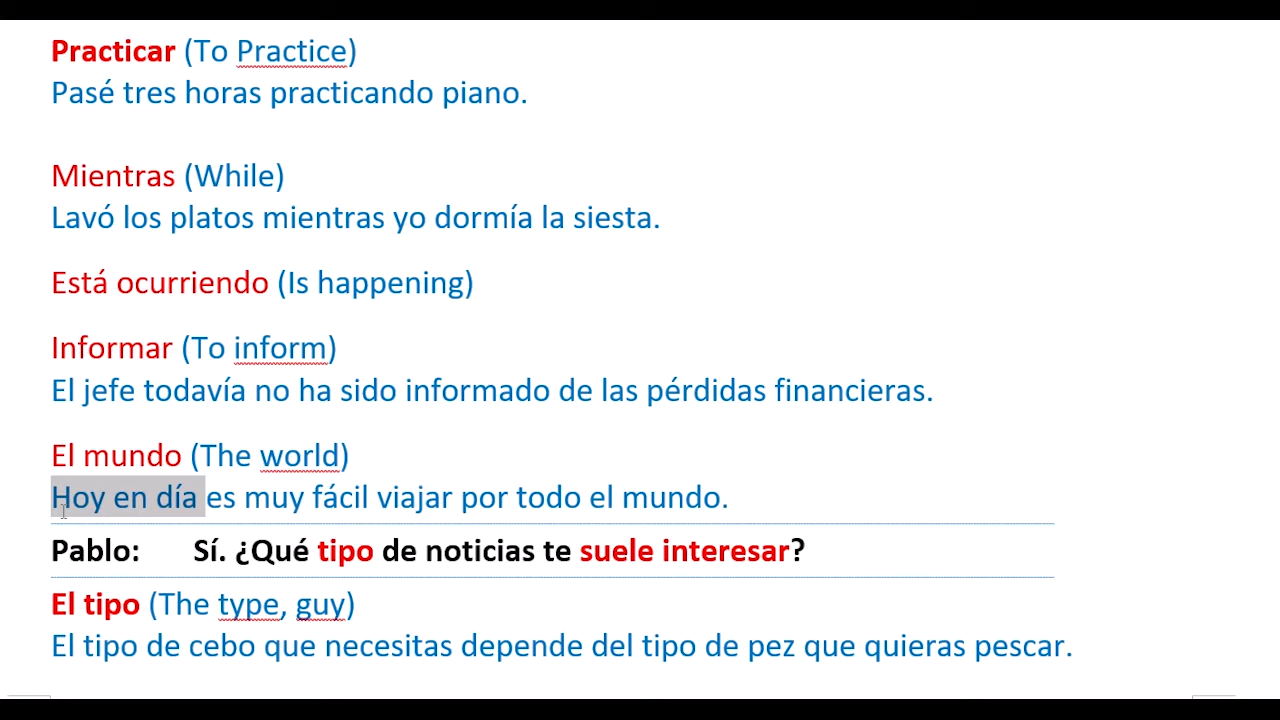 Practicar (To Practice)
Pasé tres horas practicando piano.
Mientras (While)
Lavó los platos mientras yo dormía la siesta.
Está ocurriendo (Is happening)
Informar (To inform)
El jefe todavía no ha sido informado de las pérdidas financieras.
El mundo (The world)
Hoy en día es muy fácil viajar por todo el mundo.
Pablo: Sí. ¿Qué tipo de noticias te suele interesar?
El tipo (The type, guy)
El tipo de cebo que necesitas depende del tipo de pez que quieras pescar.